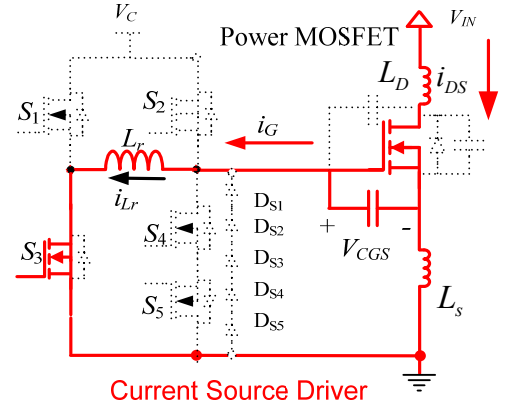 V_C
V_IN
Power MOSFET
L_D
i_DS
S_1
S_2
i_G
L_r
i_Lr
D_S1
S_3
S_4
D_S2
+
-
V_CGS
D_S3
S_5
D_S4
L_s
D_S5
Current Source Driver